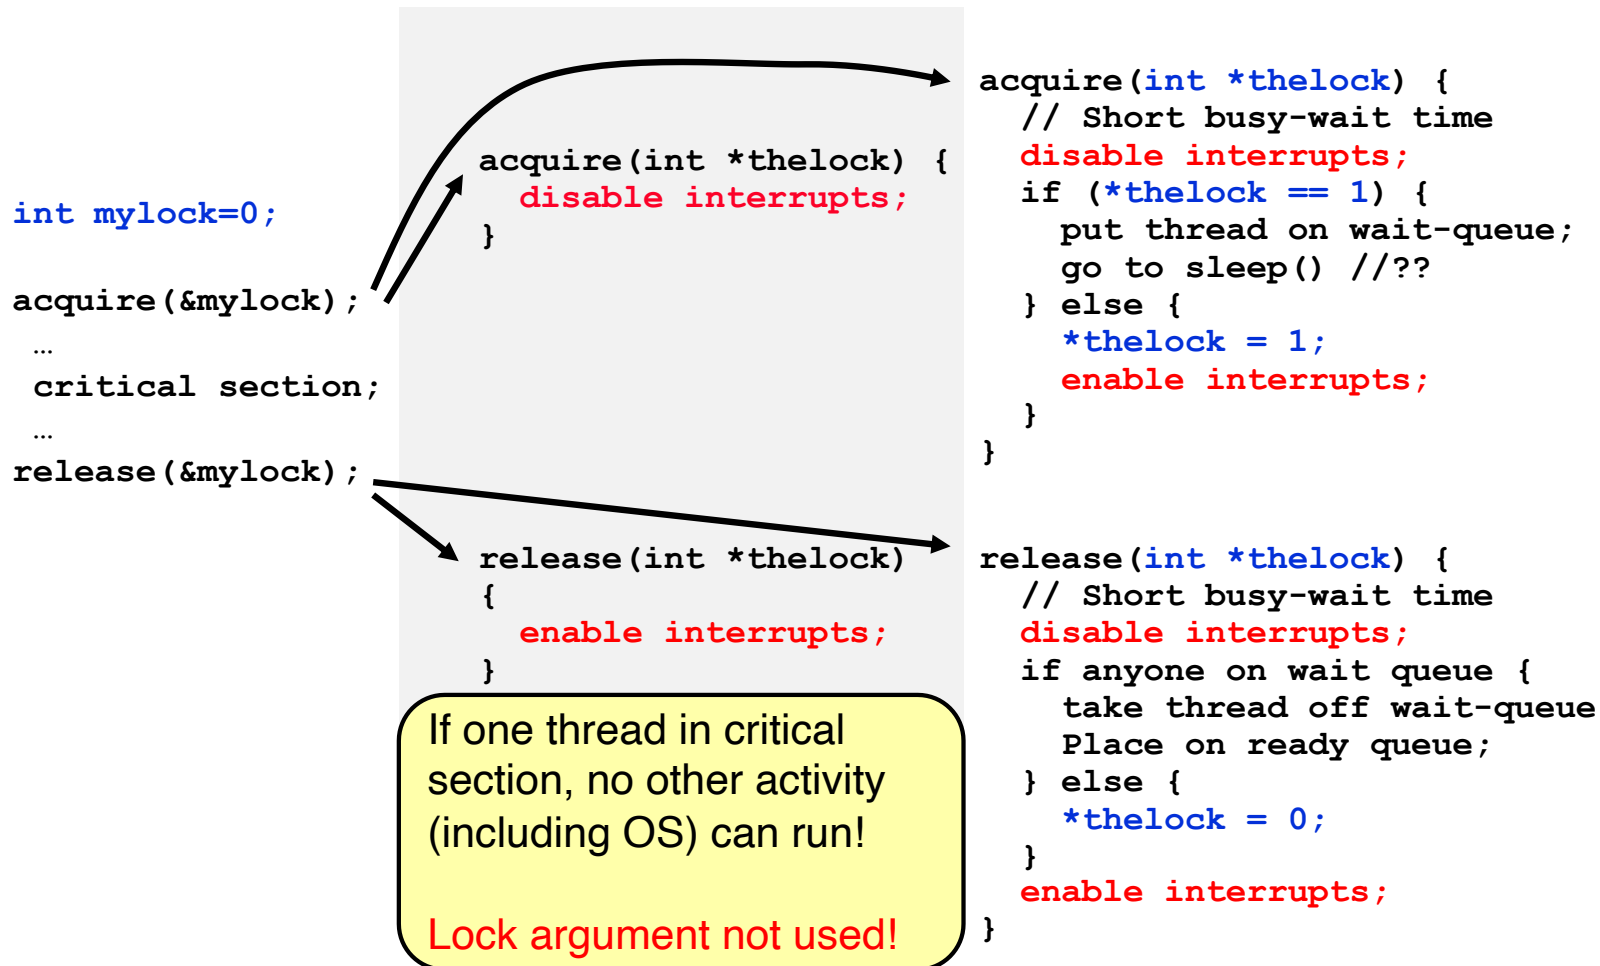 int mylock=0;
acquire(&mylock);
…
critical section;
…
release(&mylock);
acquire(int *thelock) {
disable interrupts;
}
release(int *thelock)
{
enable interrupts;
}
If one thread in critical
section, no other activity
(including OS) can run!
Lock argument not used!
acquire(int *thelock) {
// Short busy-wait time
disable interrupts;
if (*thelock == 1) {
put thread on wait-queue;
go to sleep() //??
} else {
*thelock = 1;
enable interrupts;
}
}
release(int *thelock) {
// Short busy-wait time
disable interrupts;
if anyone on wait queue {
take thread off wait-queue
Place on ready queue;
} else {
*thelock = 0;
}
enable interrupts;
}